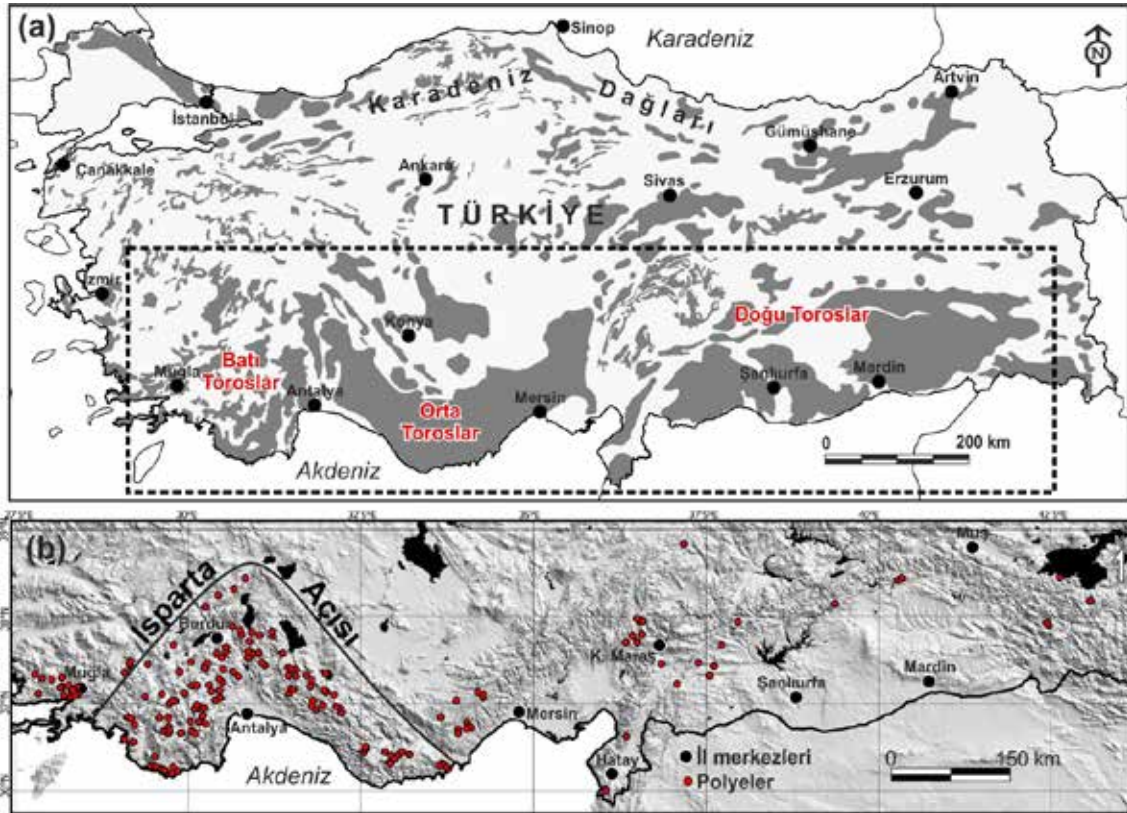 (a)
Sinop
Karadeniz
N
Artvin
Karadeniz Dağları
İstanbul
Gümüşhane
Çanakkale
Ankara
Sivas
Erzurum
TÜRKİYE
İzmir
Konya
Doğu Toroslar
Batı
Toroslar
Muğla
Antalya
Orta
Toroslar
Mersin
Şanlıurfa
Mardin
0 200 km
Akdeniz
(b)
Muş
Isparta Açısı
Burdur
K. Maraş
Muğla
Mardin
Şanlıurfa
Antalya
Mersin
Akdeniz
Hatay
İl merkezleri
Polyeler
0 150 km